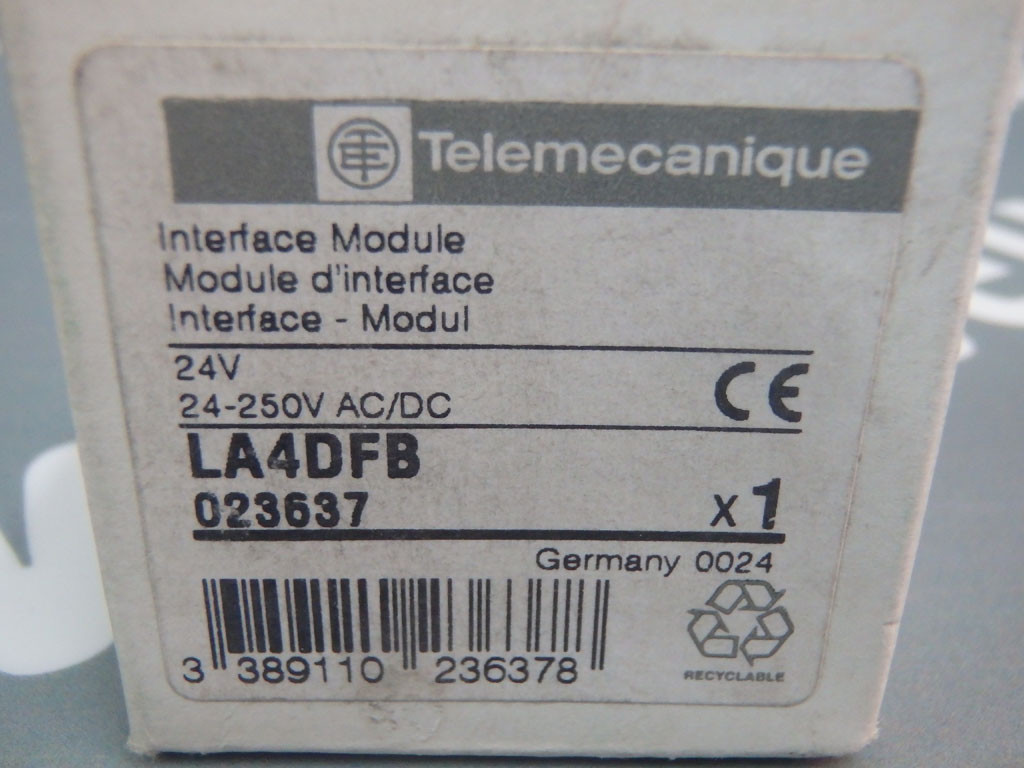 Telemecanique
Interface Module
Module d'interface
Interface - Modul
24V
24-250V AC/DC
CE
LA4DFB
023637
x 1
Germany 0024
3 389110 236378
RECYCLABLE